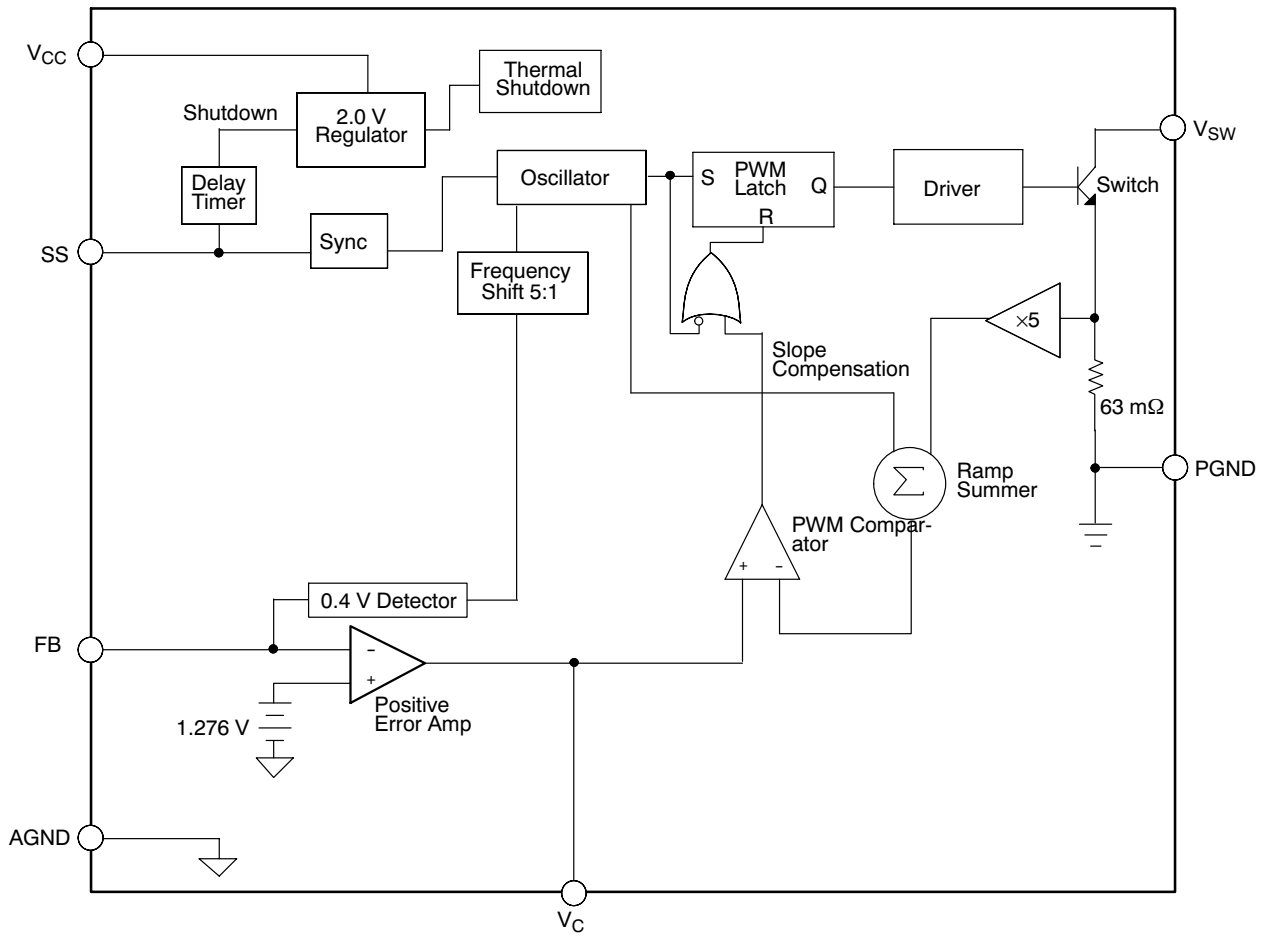 VCC
Thermal
Shutdown
Shutdown
2.0 V
Regulator
VSW
Delay
Timer
Oscillator
S
PWM
Latch
Q
R
Driver
Switch
SS
Sync
Frequency
Shift 5:1
×5
Slope
Compensation
63 mΩ
Σ
Ramp
Summer
PGND
PWM Compar-
ator
+
−
0.4 V Detector
FB
−
+
Positive
Error Amp
1.276 V
AGND
VC